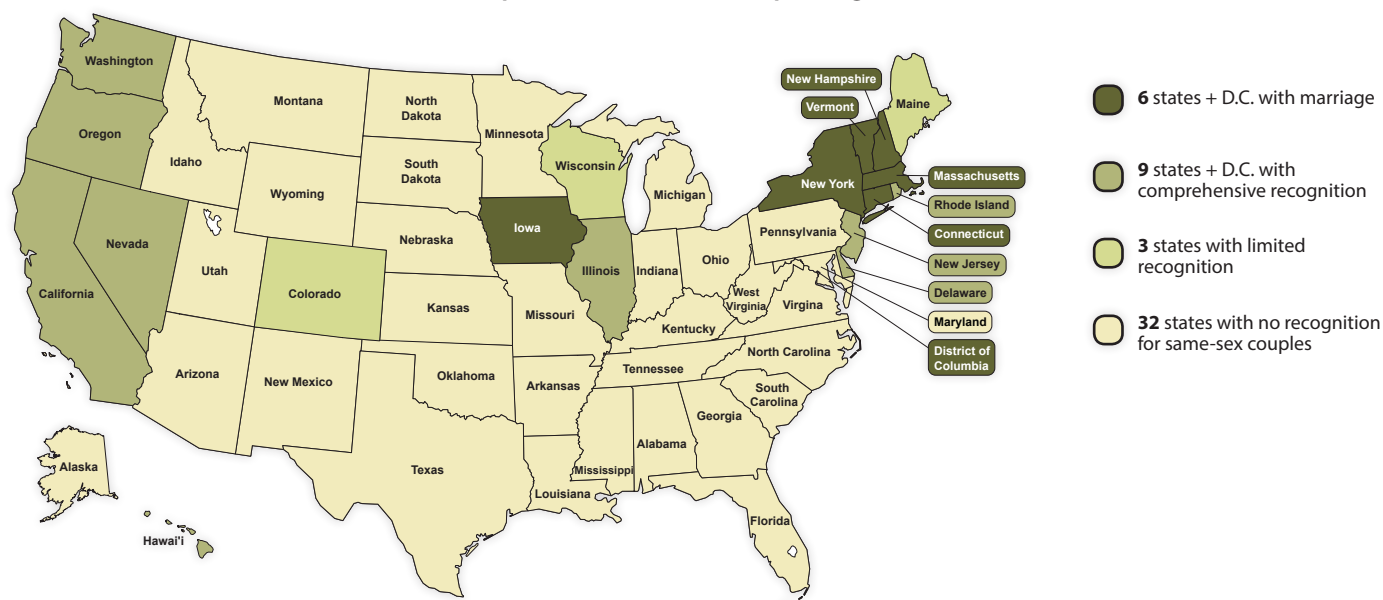 Washington
Oregon
California
Nevada
Idaho
Montana
Wyoming
Utah
Colorado
Arizona
New Mexico
North
Dakota
South
Dakota
Nebraska
Kansas
Oklahoma
Texas
Minnesota
Iowa
Missouri
Arkansas
Louisiana
Wisconsin
Illinois
Michigan
Indiana
Ohio
Kentucky
Tennessee
Mississippi
Alabama
Georgia
Florida
South
Carolina
North Carolina
Virgina
West
Virginia
Pennsylvania
New York
Maine
New Hampshire
Vermont
Massachusetts
Rhode Island
Connecticut
New Jersey
Delaware
Maryland
District of
Columbia
Alaska
Hawai'i
6 states + D.C. with marriage
9 states + D.C. with
comprehensive recognition
3 states with limited
recognition
32 states with no recognition
for same-sex couples